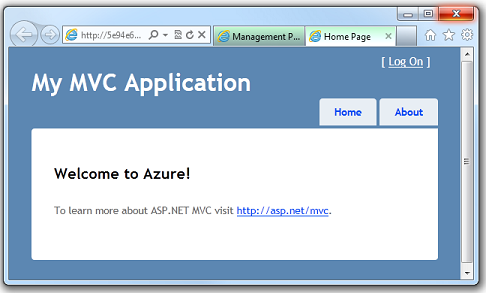 http://5e94e6...
Management P...
Home Page
[ Log On ]
My MVC Application
Home
About
Welcome to Azure!
To learn more about ASP.NET MVC visit http://asp.net/mvc.